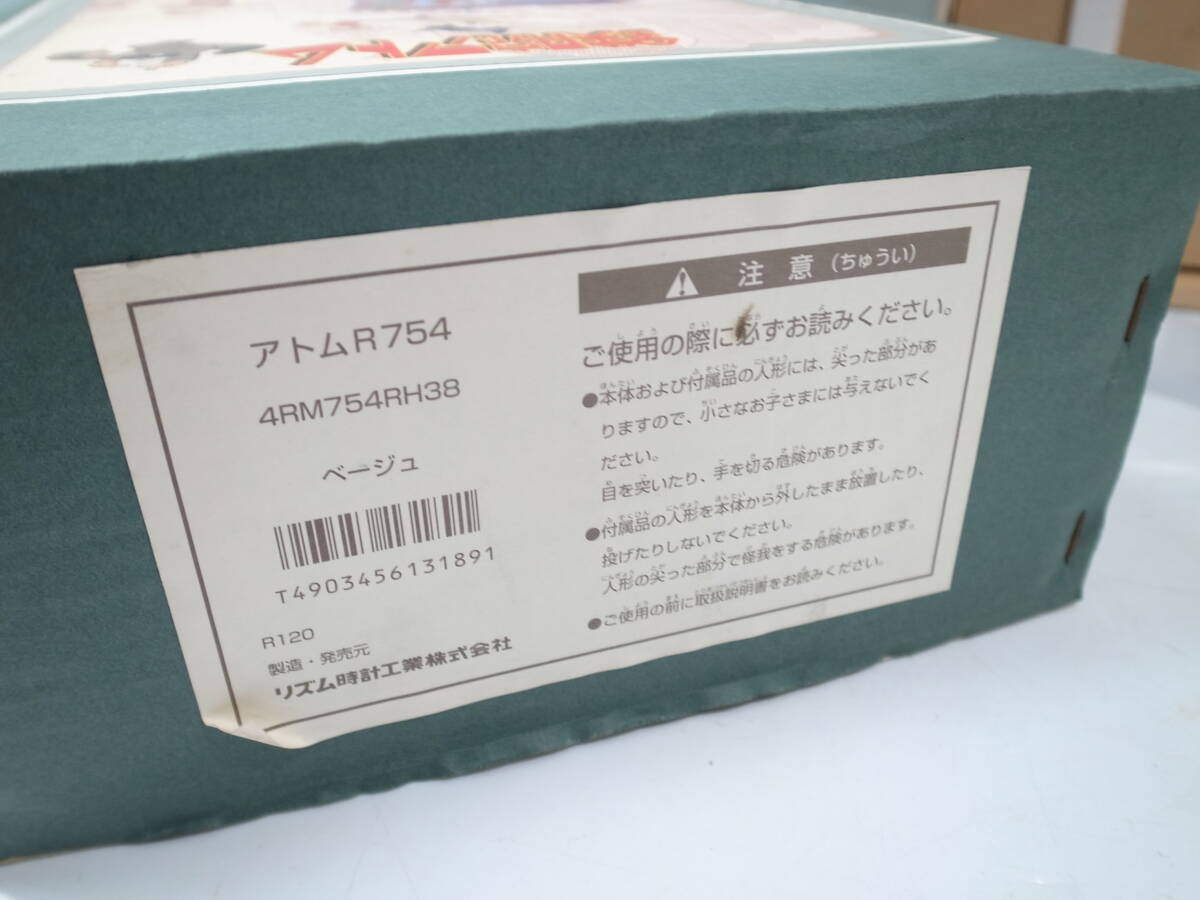 アトムR754
4RM754RH38
ベージュ
T4903456131891
R120
製造・発売元
リズム時計工業株式会社
注意(ちゅうい)
ご使用の際に必ずお読みください。
●本体および付属品の人形には、尖った部分があ
りますので、小さなお子さまには与えないでく
ださい。
目を突いたり、手を切る危険があります。
●付属品の人形を本体から外したまま放置したり、
投げたりしないでください。
人形の尖った部分で怪我をする危険があります。
●ご使用の前に取扱説明書をお読みください。